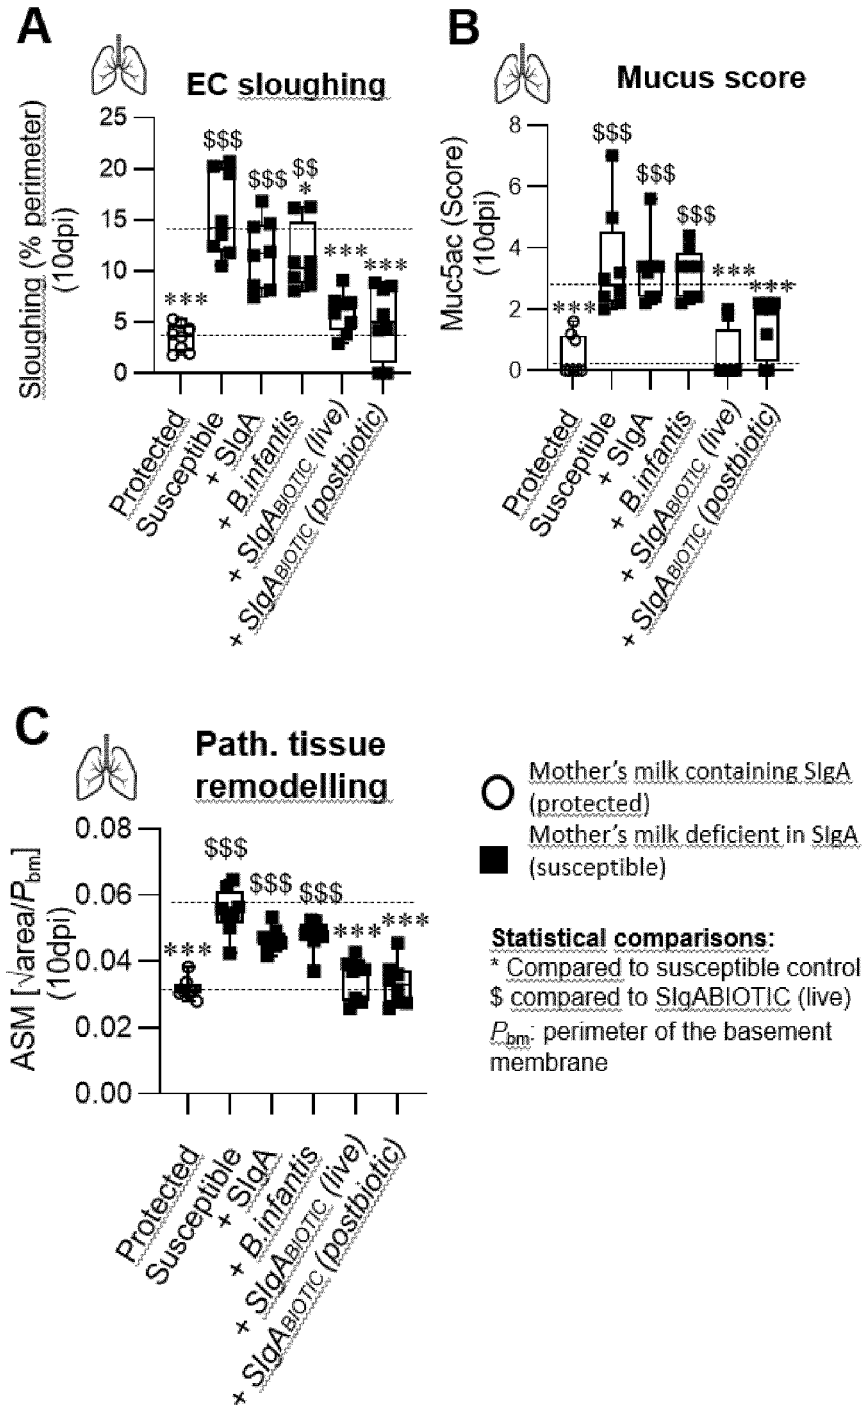 A
EC sloughing
Sloughing (% perimeter)
(10dpi)
25
20
15
10
5
0
$$$
$$$
$$
*
***
***
***
Protected
Susceptible
+ SIgA
+ B.infantis
+ SIgABIOTIC (live)
+ SIgABIOTIC (postbiotic)
B
Mucus score
Muc5ac (Score)
(10dpi)
8
6
4
2
0
$$$
$$$
$$$
***
***
***
Protected
Susceptible
+ SIgA
+ B.infantis
+ SIgABIOTIC (live)
+ SIgABIOTIC (postbiotic)
C
Path. tissue
remodelling
ASM [√area/Pbm]
(10dpi)
0.08
0.06
0.04
0.02
0.00
$$$
$$$
$$$
***
***
***
Protected
Susceptible
+ SIgA
+ B.infantis
+ SIgABIOTIC (live)
+ SIgABIOTIC (postbiotic)
Mother's milk containing SIgA
(protected)
Mother's milk deficient in SIgA
(susceptible)
Statistical comparisons:
* Compared to susceptible control
$ compared to SIgABIOTIC (live)
Pbm: perimeter of the basement
membrane